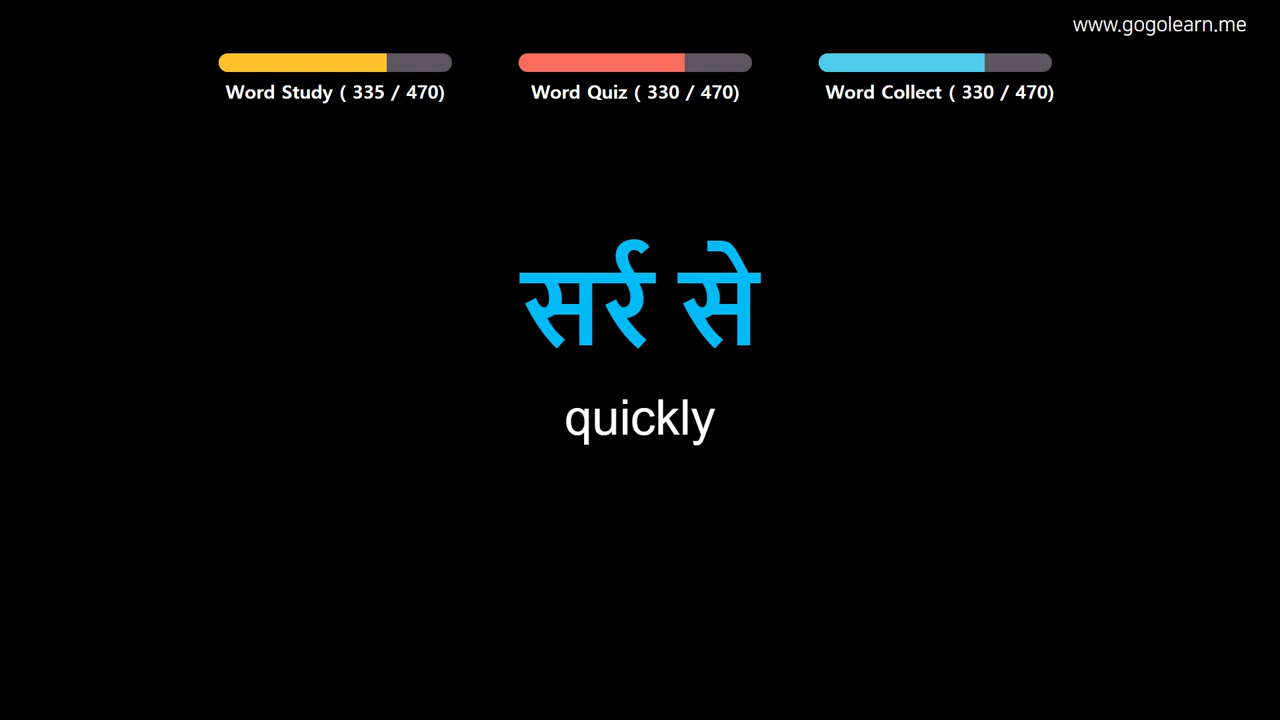 www.gogolearn.me
Word Study ( 335 / 470)
Word Quiz ( 330 / 470)
Word Collect ( 330 / 470)
सर्र से
quickly